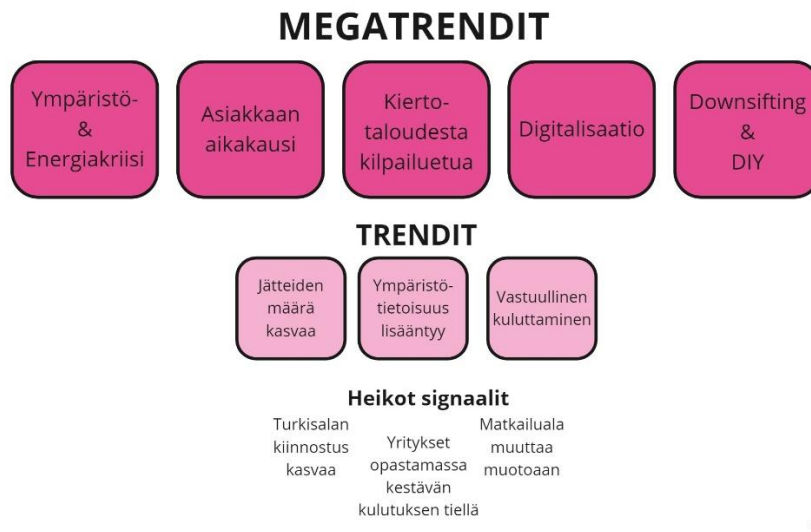 MEGATRENDIT
Ympäristö-
&
Energiakriisi
Asiakkaan
aikakausi
Kierto-
taloudesta
kilpailuetua
Digitalisaatio
Downsifting
&
DIY
TRENDIT
Jätteiden
määrä
kasvaa
Ympäristö-
tietoisuus
lisääntyy
Vastuullinen
kuluttaminen
Heikot signaalit
Turkisalan
kiinnostus
kasvaa
Yritykset
opastamassa
kestävän
kulutuksen tiellä
Matkailuala
muuttaa
muotoaan